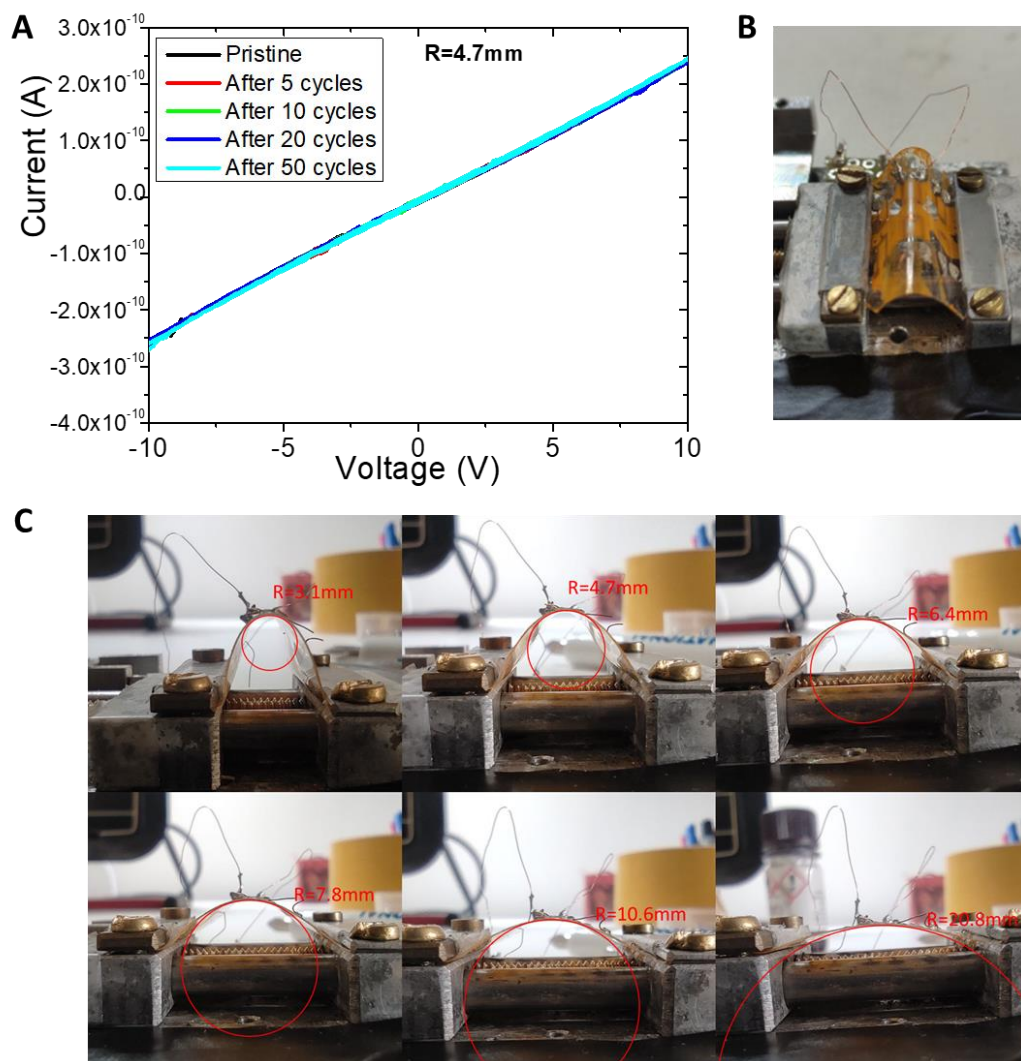 A
3.0x10⁻¹⁰
2.0x10⁻¹⁰
1.0x10⁻¹⁰
0.0
-1.0x10⁻¹⁰
-2.0x10⁻¹⁰
-3.0x10⁻¹⁰
-4.0x10⁻¹⁰
Current (A)
Pristine
After 5 cycles
After 10 cycles
After 20 cycles
After 50 cycles
R=4.7mm
-10
-5
0
5
10
Voltage (V)
B
C
R=3.1mm
R=4.7mm
R=6.4mm
R=7.8mm
R=10.6mm
R=20.8mm